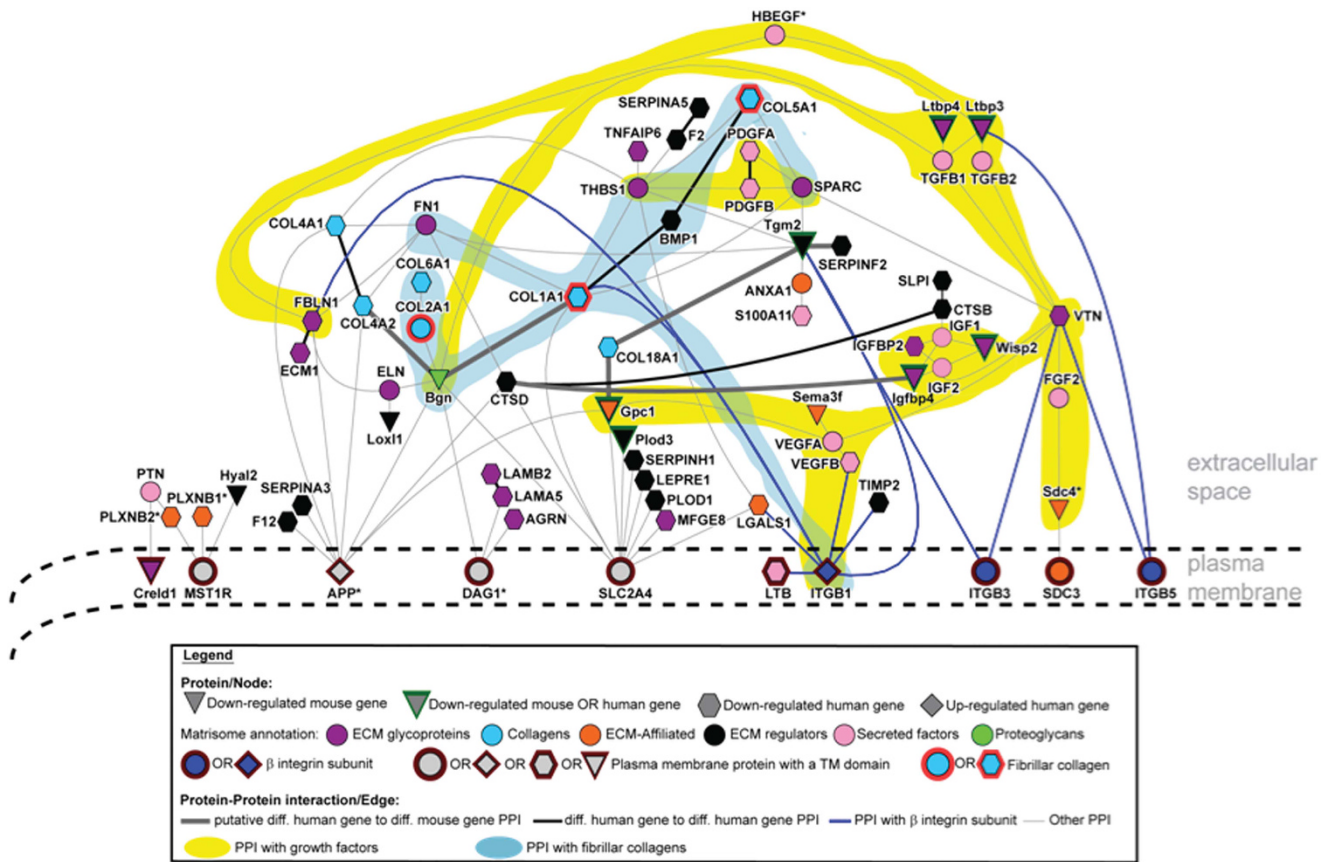 HBEGF*
Ltbp4 Ltbp3
SERPINA5
COL5A1
TNFAIP6
F2
PDGFA
TGFB1
TGFB2
THBS1
SPARC
PDGFB
COL4A1
FN1
Tgm2
BMP1
SERPINF2
COL6A1
SLPI
ANXA1
COL1A1
CTSB
FBLN1
COL2A1
S100A11
VTN
COL4A2
IGF1
IGFBP2
Wisp2
COL18A1
ECM1
ELN
IGF2
Bgn
CTSD
Igfbp4
FGF2
Sema3f
Gpc1
Loxl1
Plod3
VEGFA
SERPINH1
VEGFB
extracellular
space
PTN
Hyal2
LAMB2
LEPRE1
TIMP2
SERPINA3
PLXNB1*
LAMA5
PLOD1
Sdc4*
PLXNB2*
F12
AGRN
MFGE8
LGALS1
plasma
membrane
Creld1 MST1R APP* DAG1* SLC2A4 LTB ITGB1 ITGB3 SDC3 ITGB5
Legend
Protein/Node:
Down-regulated mouse gene Down-regulated mouse OR human gene Down-regulated human gene Up-regulated human gene
Matrisome annotation: ECM glycoproteins Collagens ECM-Affiliated ECM regulators Secreted factors Proteoglycans
OR β integrin subunit OR OR OR Plasma membrane protein with a TM domain OR Fibrillar collagen
Protein-Protein interaction/Edge:
putative diff. human gene to diff. mouse gene PPI diff. human gene to diff. human gene PPI PPI with β integrin subunit Other PPI
PPI with growth factors PPI with fibrillar collagens